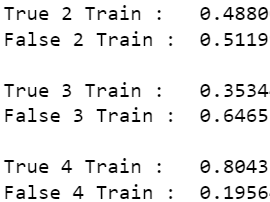 True 2 Train : 0.4880
False 2 Train : 0.5119
True 3 Train : 0.3534
False 3 Train : 0.6465
True 4 Train : 0.8043
False 4 Train : 0.1956